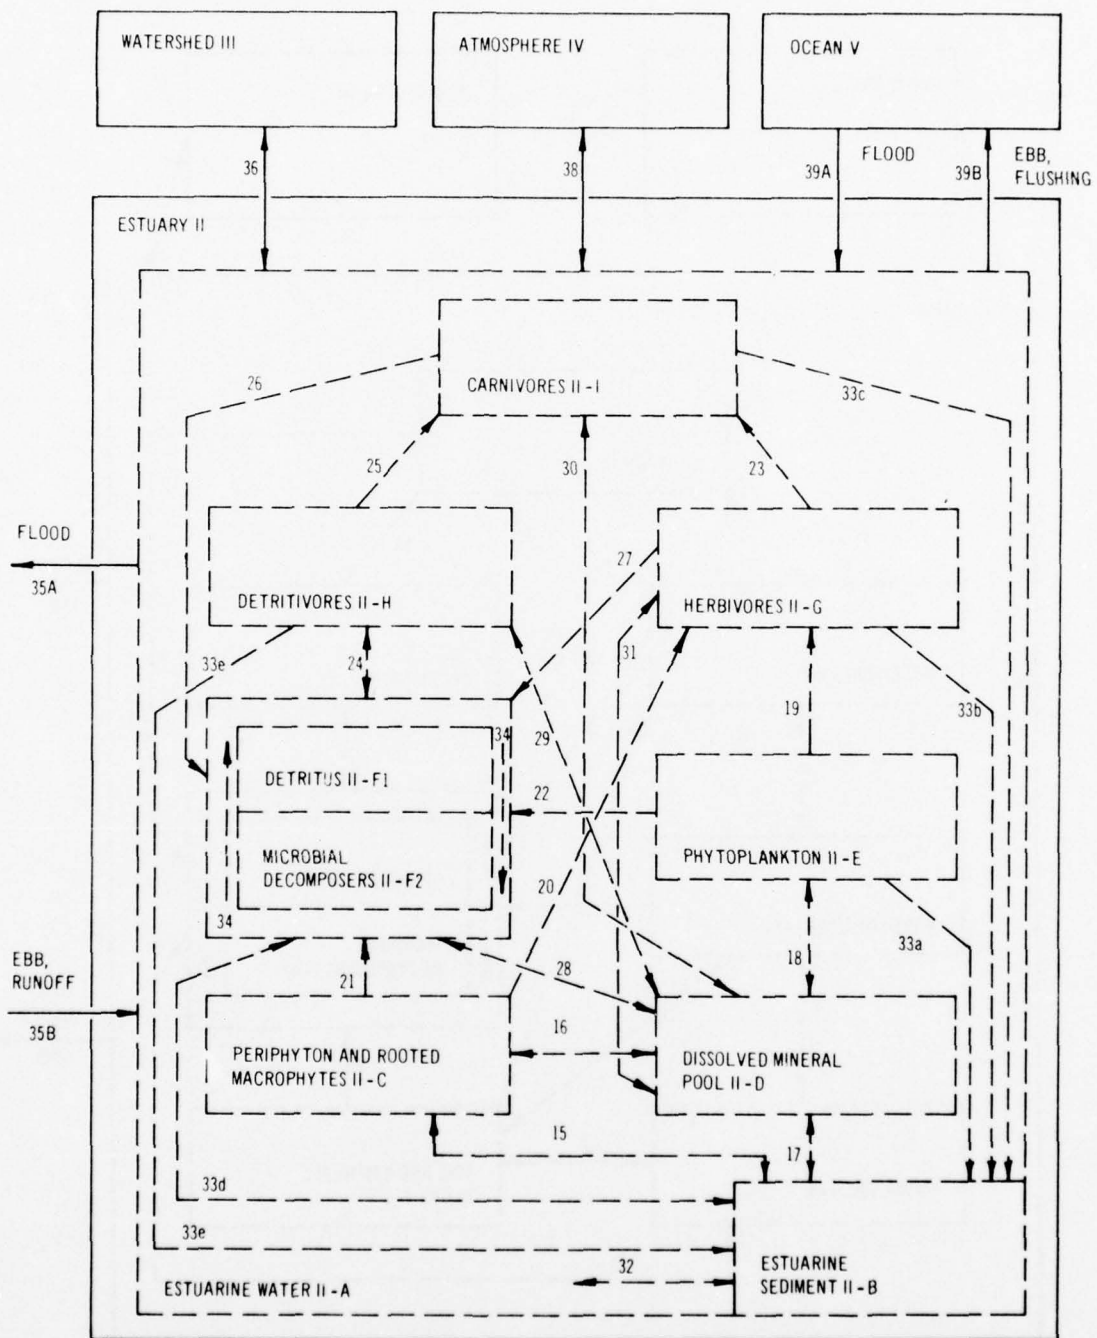 WATERSHED III
ATMOSPHERE IV
OCEAN V
36
38
39A
FLOOD
39B
EBB,
FLUSHING
ESTUARY II
26
CARNIVORES II-I
33c
25
30
23
FLOOD
35A
DETRITIVORES II-H
27
HERBIVORES II-G
33e
24
31
29
19
33b
34
DETRITUS II-F1
22
MICROBIAL
DECOMPOSERS II-F2
PHYTOPLANKTON II-E
34
20
33a
EBB,
RUNOFF
35B
21
28
18
PERIPHYTON AND ROOTED
MACROPHYTES II-C
16
DISSOLVED MINERAL
POOL II-D
15
17
33d
33e
32
ESTUARINE WATER II-A
ESTUARINE
SEDIMENT II-B